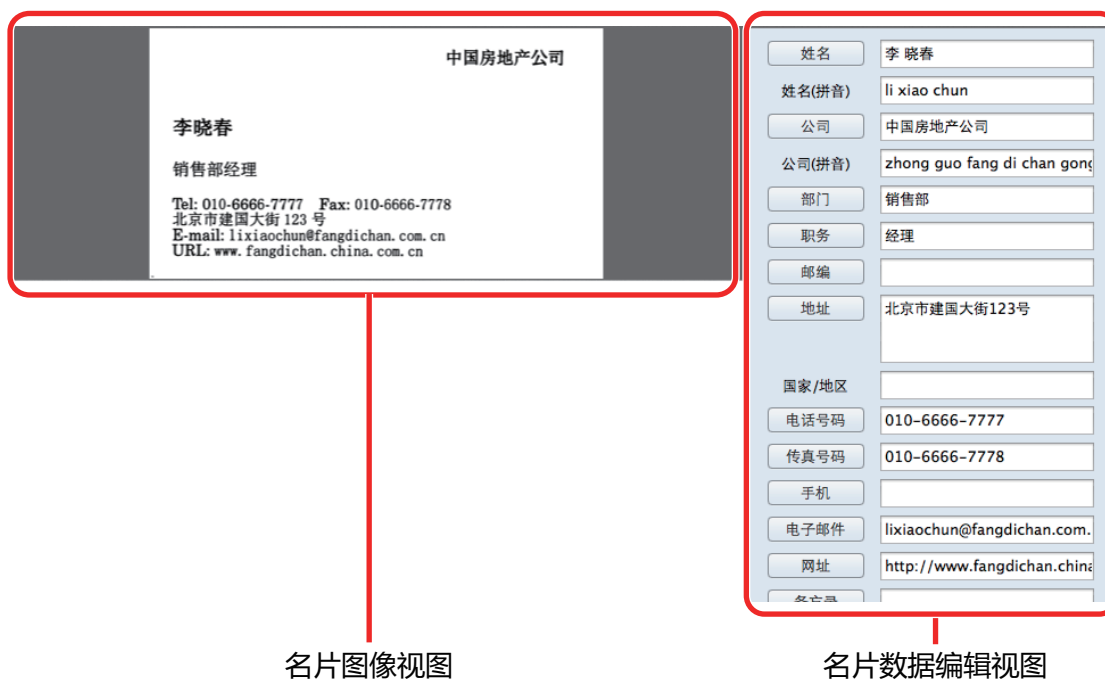 中国房地产公司
李晓春
销售部经理
Tel: 010-6666-7777 Fax: 010-6666-7778
北京市建国大街 123 号
E-mail: lixiaochun@fangdichan.com.cn
URL: www.fangdichan.china.com.cn
姓名 李 晓春
姓名(拼音) li xiao chun
公司 中国房地产公司
公司(拼音) zhong guo fang di chan gong
部门 销售部
职务 经理
邮编
地址 北京市建国大街123号
国家/地区
电话号码 010-6666-7777
传真号码 010-6666-7778
手机
电子邮件 lixiaochun@fangdichan.com.
网址 http://www.fangdichan.china
备忘录
名片图像视图
名片数据编辑视图